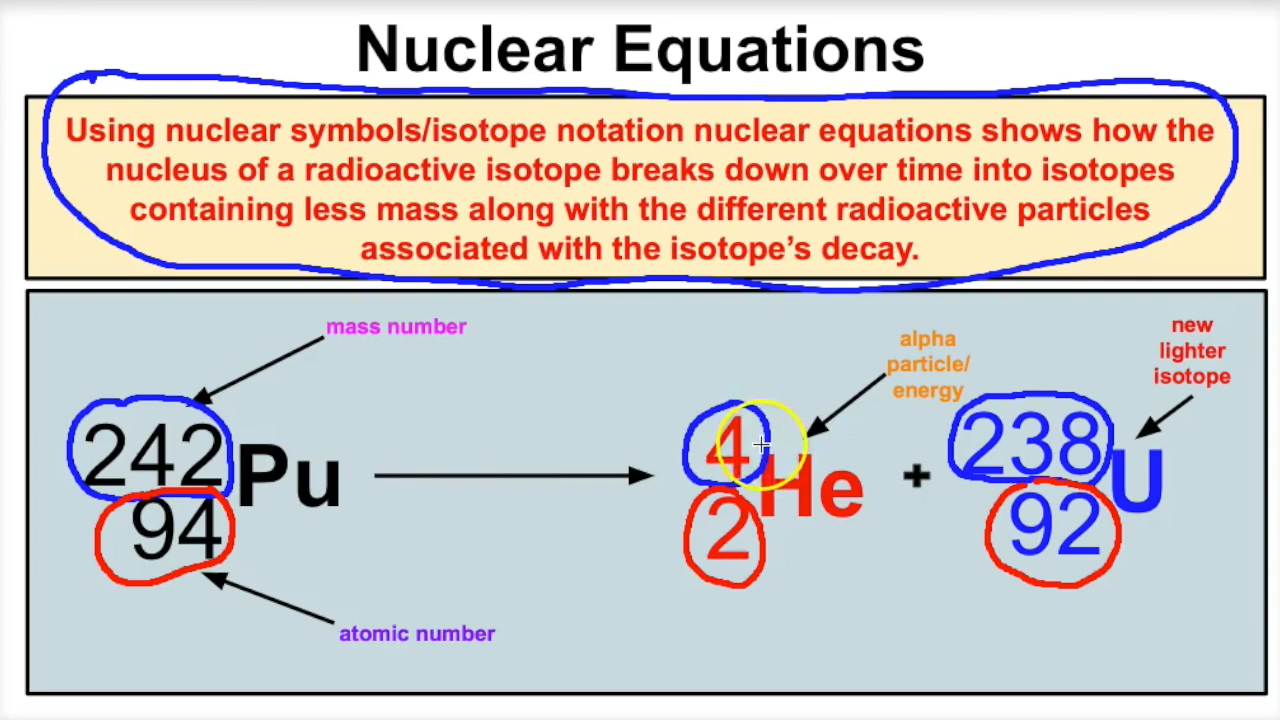 Nuclear Equations
Using nuclear symbols/isotope notation nuclear equations shows how the
nucleus of a radioactive isotope breaks down over time into isotopes
containing less mass along with the different radioactive particles
associated with the isotope’s decay.
mass number
alpha
particle/
energy
new
lighter
isotope
242
94
Pu
4
2
He
+
238
92
U
atomic number